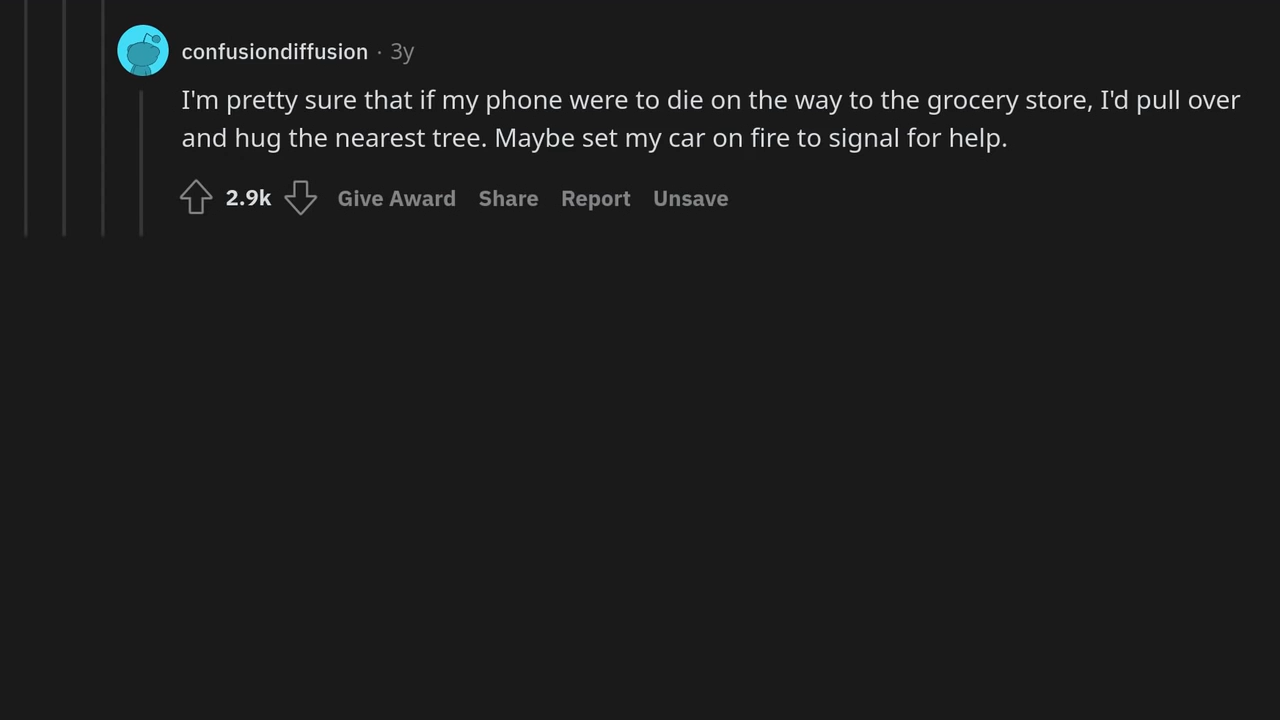 confusiondiffusion · 3y
I'm pretty sure that if my phone were to die on the way to the grocery store, I'd pull over
and hug the nearest tree. Maybe set my car on fire to signal for help.
2.9k Give Award Share Report Unsave